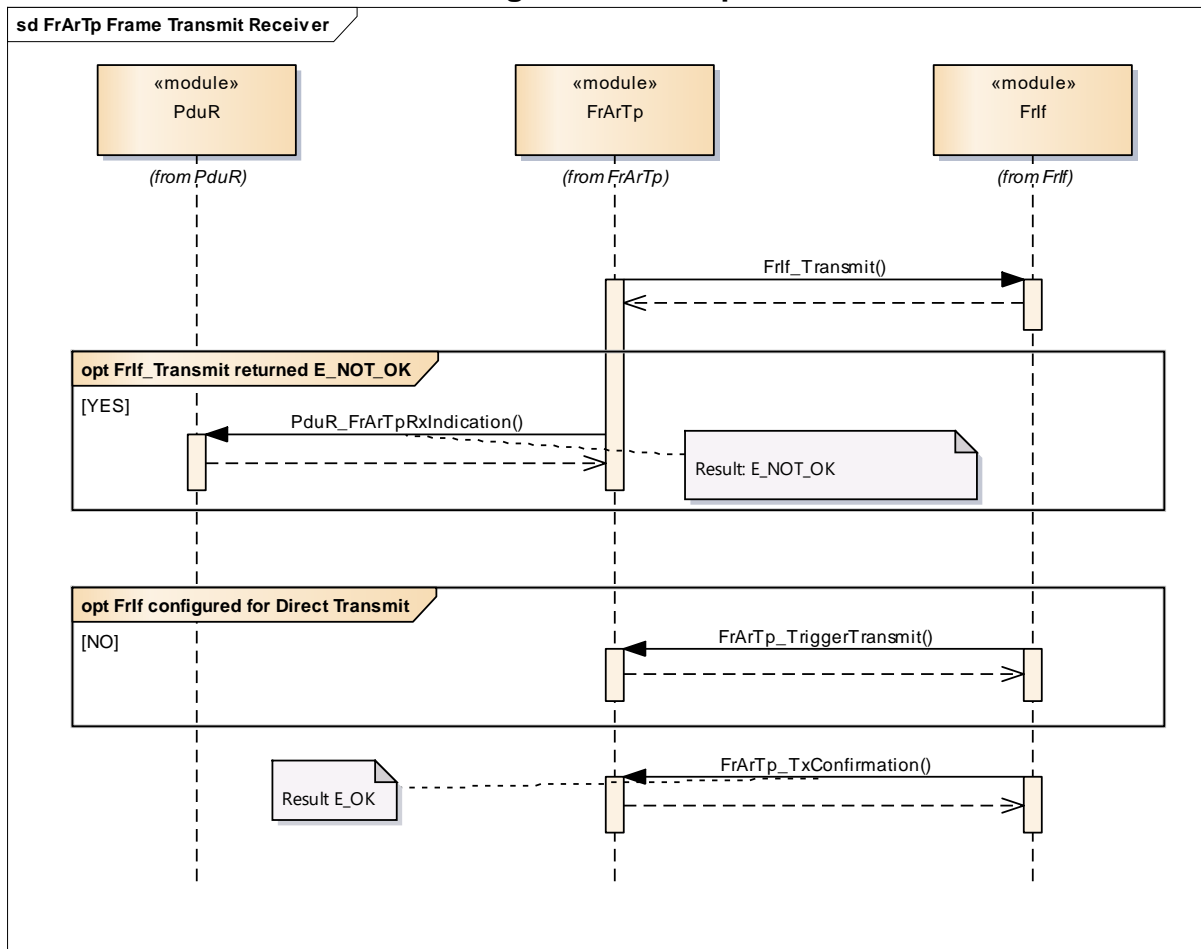 sd FrArTp Frame Transmit Receiver
«module»
PduR
(from PduR)
«module»
FrArTp
(from FrArTp)
«module»
FrIf
(from FrIf)
FrIf_Transmit()
opt FrIf_Transmit returned E_NOT_OK
[YES]
PduR_FrArTpRxIndication()
Result: E_NOT_OK
opt FrIf configured for Direct Transmit
[NO]
FrArTp_TriggerTransmit()
FrArTp_TxConfirmation()
Result E_OK